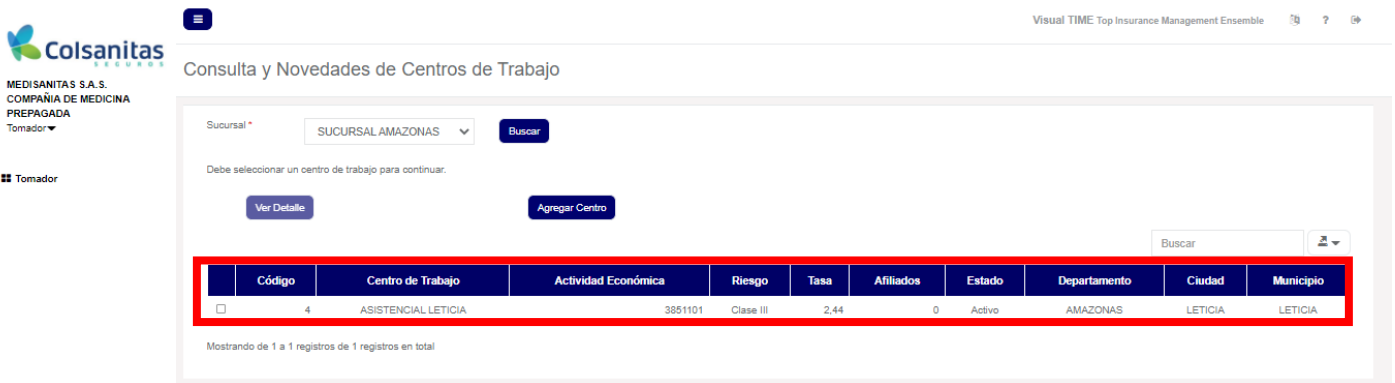 Visual TIME Top Insurance Management Ensemble ?
Colsanitas
SEGUROS
MEDISANITAS S.A.S.
COMPAÑIA DE MEDICINA
PREPAGADA
Tomador
Tomador
Consulta y Novedades de Centros de Trabajo
Sucursal * SUCURSAL AMAZONAS Buscar
Debe seleccionar un centro de trabajo para continuar.
Ver Detalle Agregar Centro
Buscar
Código Centro de Trabajo Actividad Económica Riesgo Tasa Afiliados Estado Departamento Ciudad Municipio
4 ASISTENCIAL LETICIA 3851101 Clase III 2,44 0 Activo AMAZONAS LETICIA LETICIA
Mostrando de 1 a 1 registros de 1 registros en total